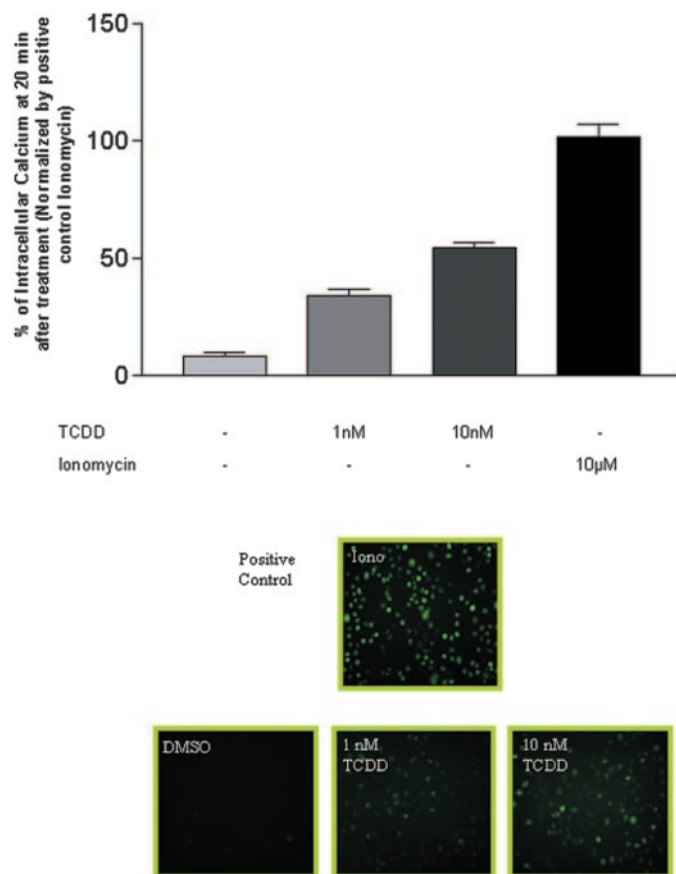 % of Intracellular Calcium at 20 min
after treatment (Normalized by positive
control Ionomycin)
150
100
50
0
TCDD - 1nM 10nM -
Ionomycin - - - 10µM
Positive
Control
Iono
DMSO
1 nM
TCDD
10 nM
TCDD